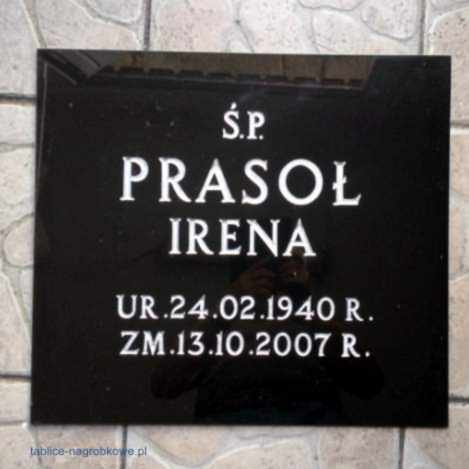 Ś.P.
PRASOŁ
IRENA
UR.24.02.1940 R.
ZM.13.10.2007 R.
tablice-nagrobkowe.pl